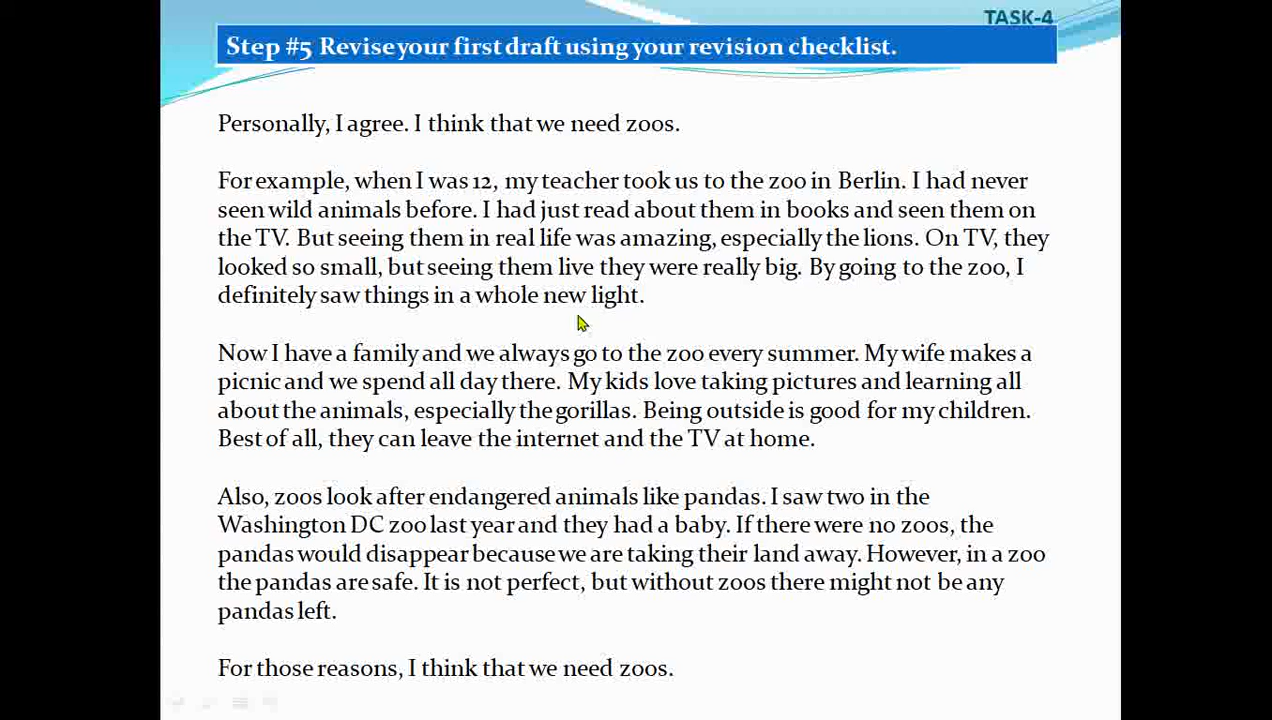 TASK-4
Step #5 Revise your first draft using your revision checklist.
Personally, I agree. I think that we need zoos.
For example, when I was 12, my teacher took us to the zoo in Berlin. I had never
seen wild animals before. I had just read about them in books and seen them on
the TV. But seeing them in real life was amazing, especially the lions. On TV, they
looked so small, but seeing them live they were really big. By going to the zoo, I
definitely saw things in a whole new light.
Now I have a family and we always go to the zoo every summer. My wife makes a
picnic and we spend all day there. My kids love taking pictures and learning all
about the animals, especially the gorillas. Being outside is good for my children.
Best of all, they can leave the internet and the TV at home.
Also, zoos look after endangered animals like pandas. I saw two in the
Washington DC zoo last year and they had a baby. If there were no zoos, the
pandas would disappear because we are taking their land away. However, in a zoo
the pandas are safe. It is not perfect, but without zoos there might not be any
pandas left.
For those reasons, I think that we need zoos.